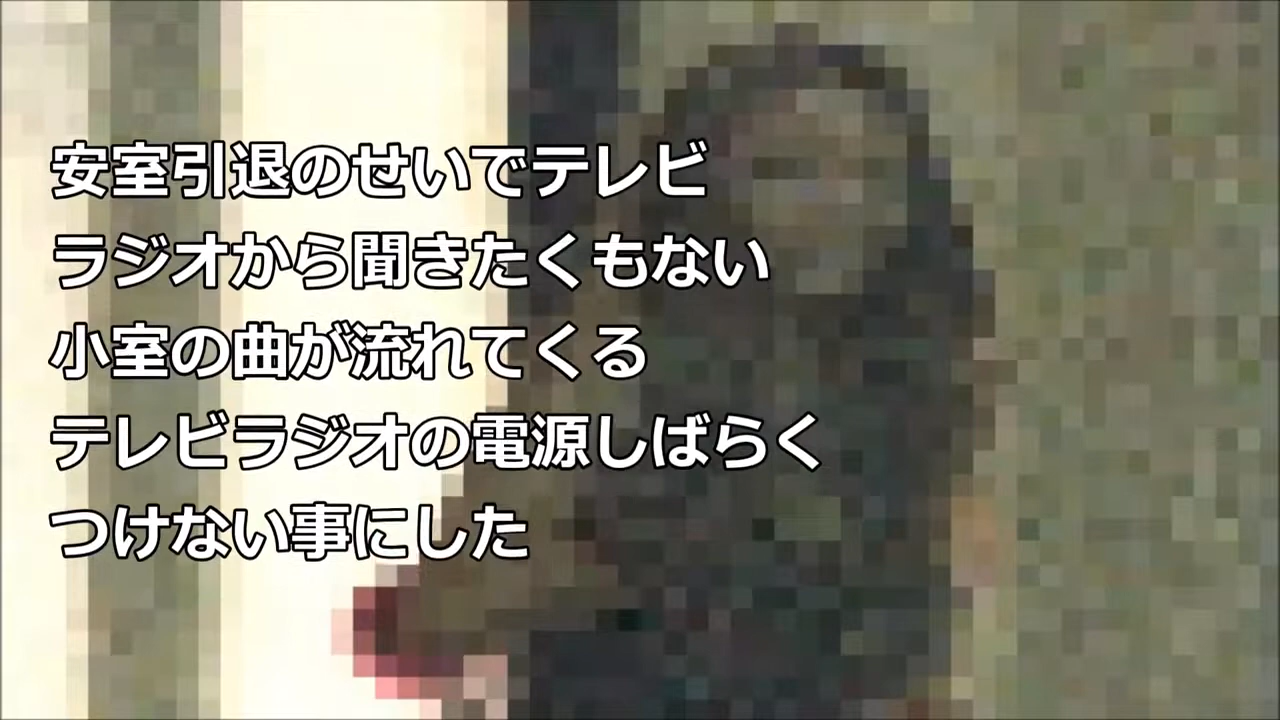 安室引退のせいでテレビ
ラジオから聞きたくもない
小室の曲が流れてくる
テレビラジオの電源しばらく
つけない事にした